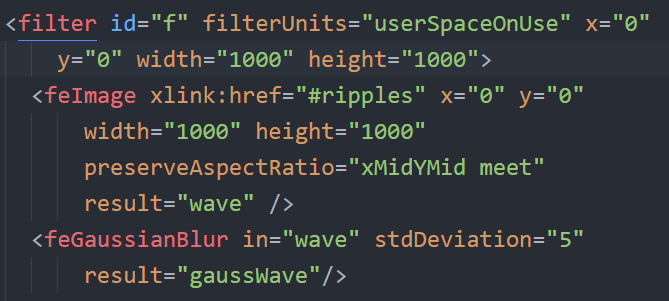 <filter id="f" filterUnits="userSpaceOnUse" x="0"
y="0" width="1000" height="1000">
<feImage xlink:href="#ripples" x="0" y="0"
width="1000" height="1000"
preserveAspectRatio="xMidYMid meet"
result="wave" />
<feGaussianBlur in="wave" stdDeviation="5"
result="gaussWave"/>